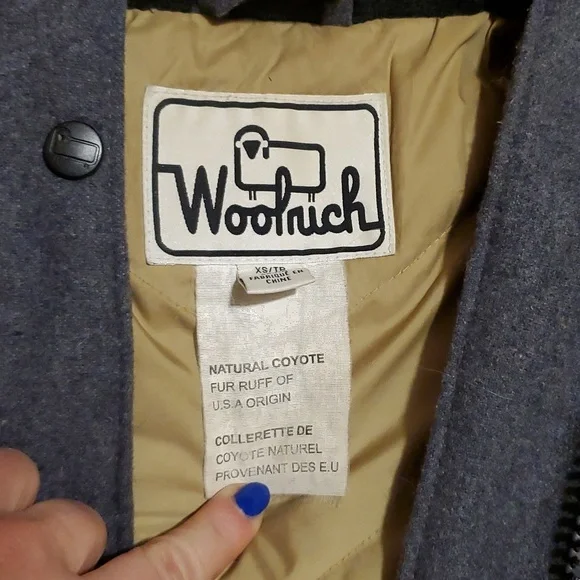 Woolrich
XS/TP
FABRIQUÉ EN
CHINE
NATURAL COYOTE
FUR RUFF OF
U.S.A ORIGIN
COLLERETTE DE
COYOTE NATUREL
PROVENANT DES E.U